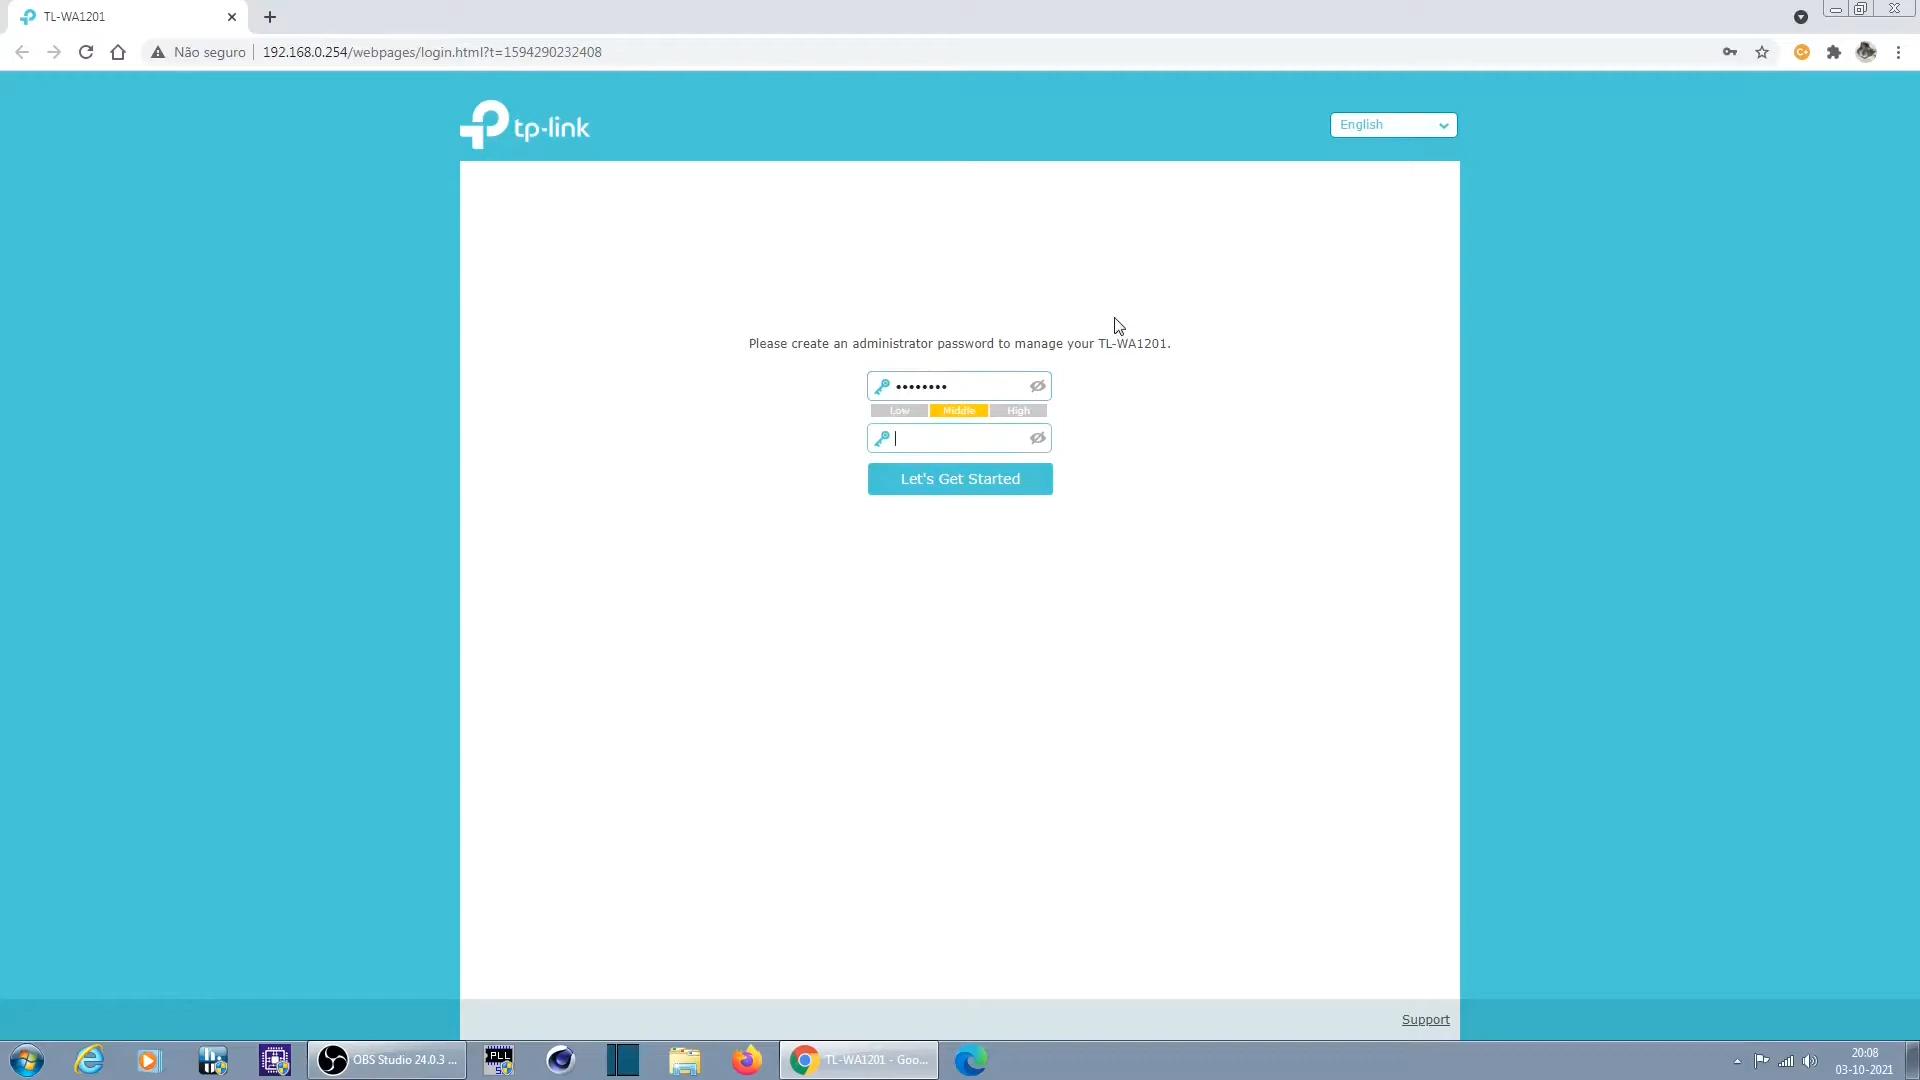 TL-WA1201
Não seguro
192.168.0.254/webpages/login.html?t=1594290232408
tp-link
English
Please create an administrator password to manage your TL-WA1201.
••••••••
Low Middle High
Let's Get Started
Support
OBS Studio 24.0.3 ...
PLL
TL-WA1201 - Goo...
20:08
03-10-2021